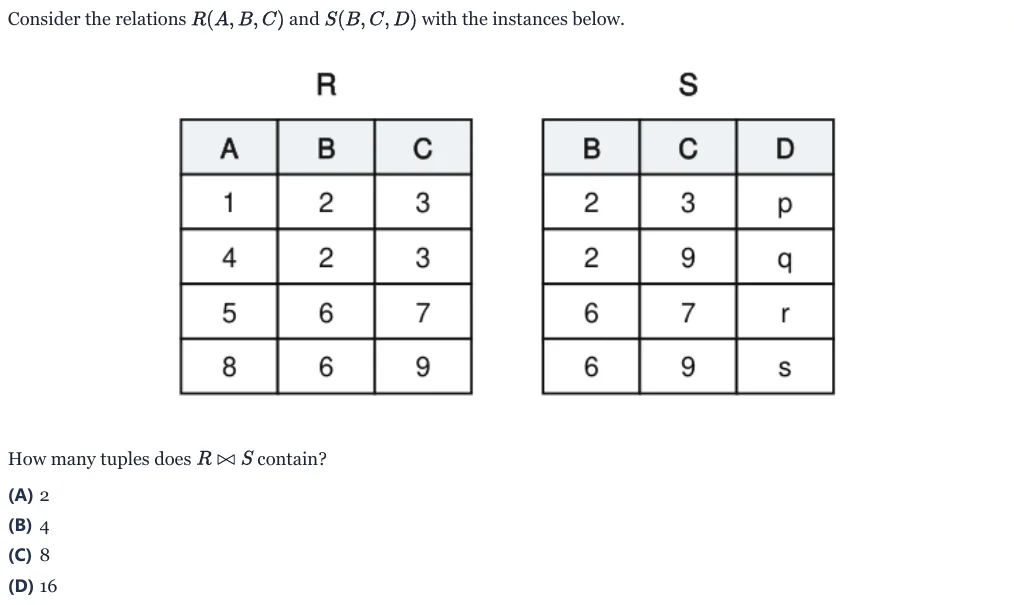 Consider the relations R(A, B, C) and S(B, C, D) with the instances below.
R
A B C
1 2 3
4 2 3
5 6 7
8 6 9
S
B C D
2 3 p
2 9 q
6 7 r
6 9 s
How many tuples does R ⋈ S contain?
(A) 2
(B) 4
(C) 8
(D) 16